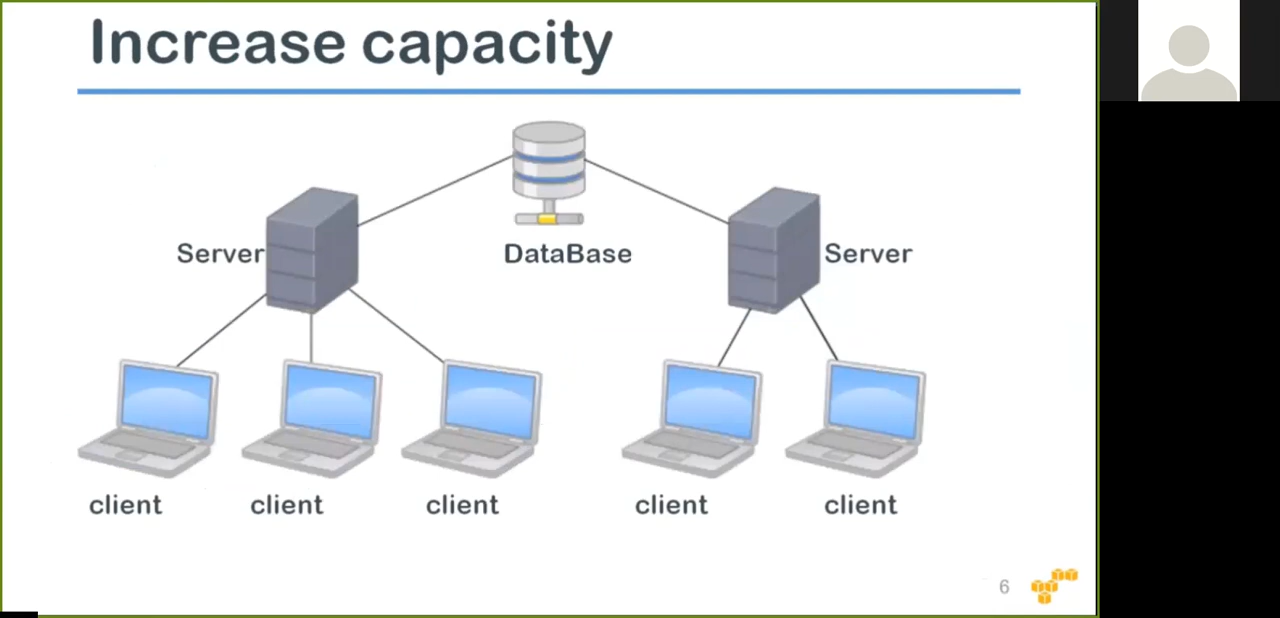 Increase capacity
Server
DataBase
Server
client
client
client
client
client
6